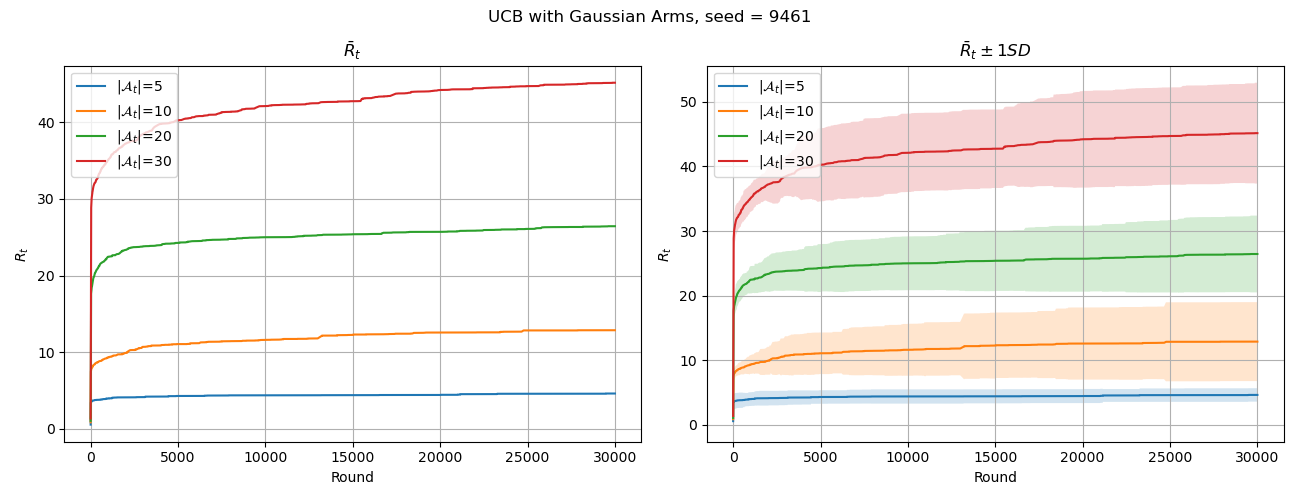 UCB with Gaussian Arms, seed = 9461
R̄ₜ
|𝒜ₜ|=5
|𝒜ₜ|=10
|𝒜ₜ|=20
|𝒜ₜ|=30
Rₜ
40
30
20
10
0
0 5000 10000 15000 20000 25000 30000
Round
R̄ₜ ± 1SD
|𝒜ₜ|=5
|𝒜ₜ|=10
|𝒜ₜ|=20
|𝒜ₜ|=30
Rₜ
50
40
30
20
10
0
0 5000 10000 15000 20000 25000 30000
Round